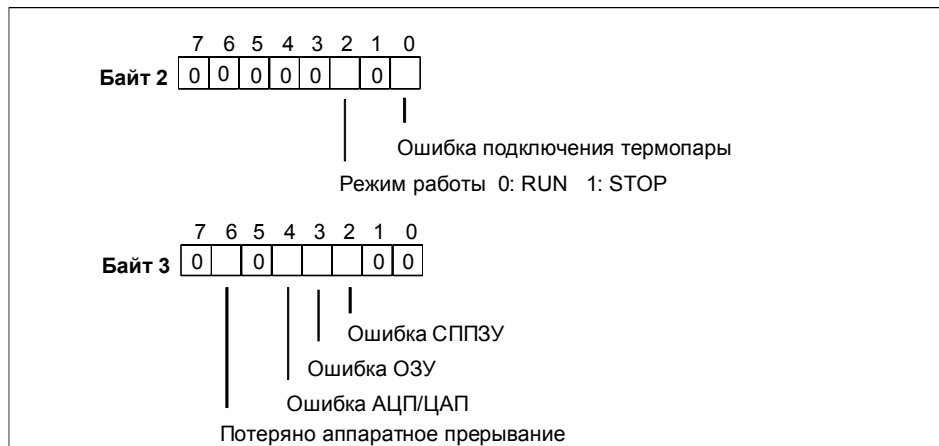 7 6 5 4 3 2 1 0
Байт 2 0 0 0 0 0 0
Ошибка подключения термопары
Режим работы 0: RUN 1: STOP
7 6 5 4 3 2 1 0
Байт 3 0 0 0 0
Ошибка СППЗУ
Ошибка ОЗУ
Ошибка АЦП/ЦАП
Потеряно аппаратное прерывание